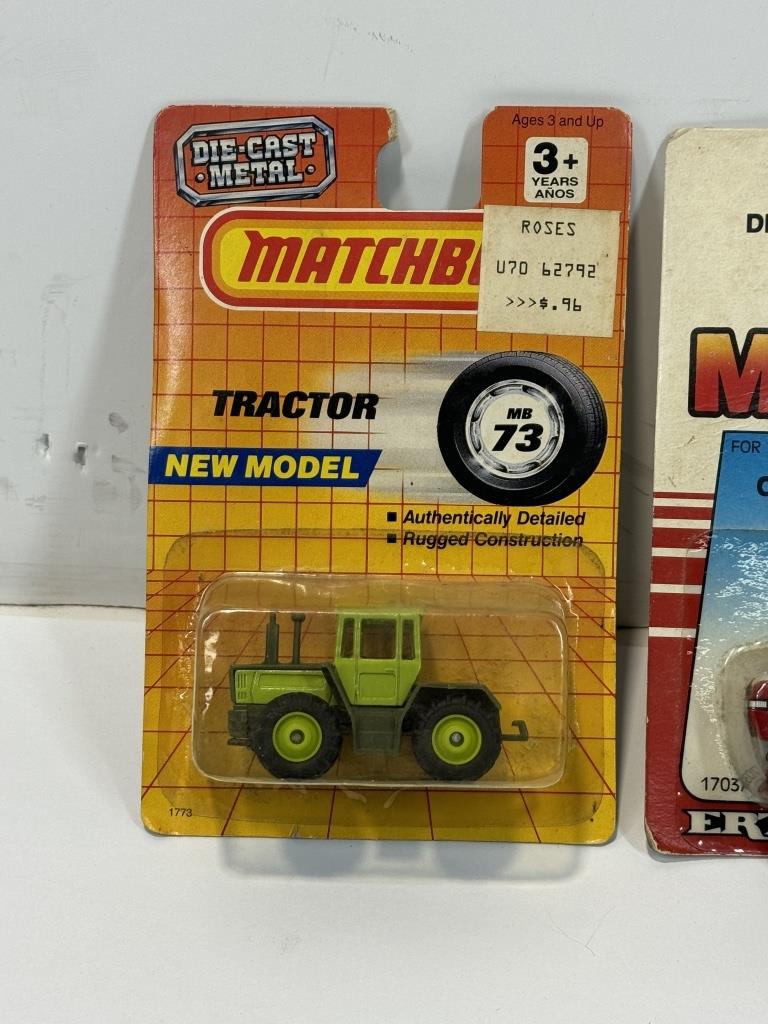 DIE-CAST
• METAL •
Ages 3 and Up
3+
YEARS
AÑOS
MATCHB
ROSES
U70 62792
>>>$.96
TRACTOR
MB
73
NEW MODEL
▪ Authentically Detailed
▪ Rugged Construction
1773
FOR